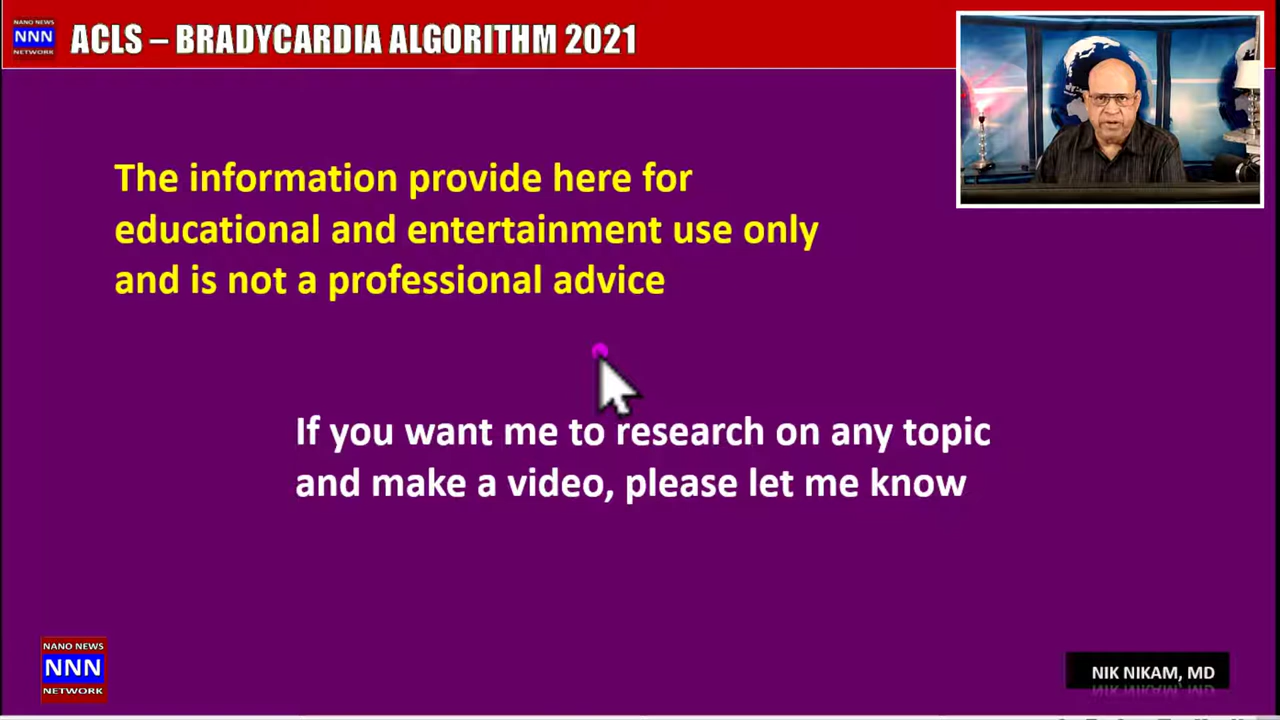 NANO NEWS
NNN
NETWORK
ACLS – BRADYCARDIA ALGORITHM 2021
The information provide here for
educational and entertainment use only
and is not a professional advice
If you want me to research on any topic
and make a video, please let me know
NANO NEWS
NNN
NETWORK
NIK NIKAM, MD